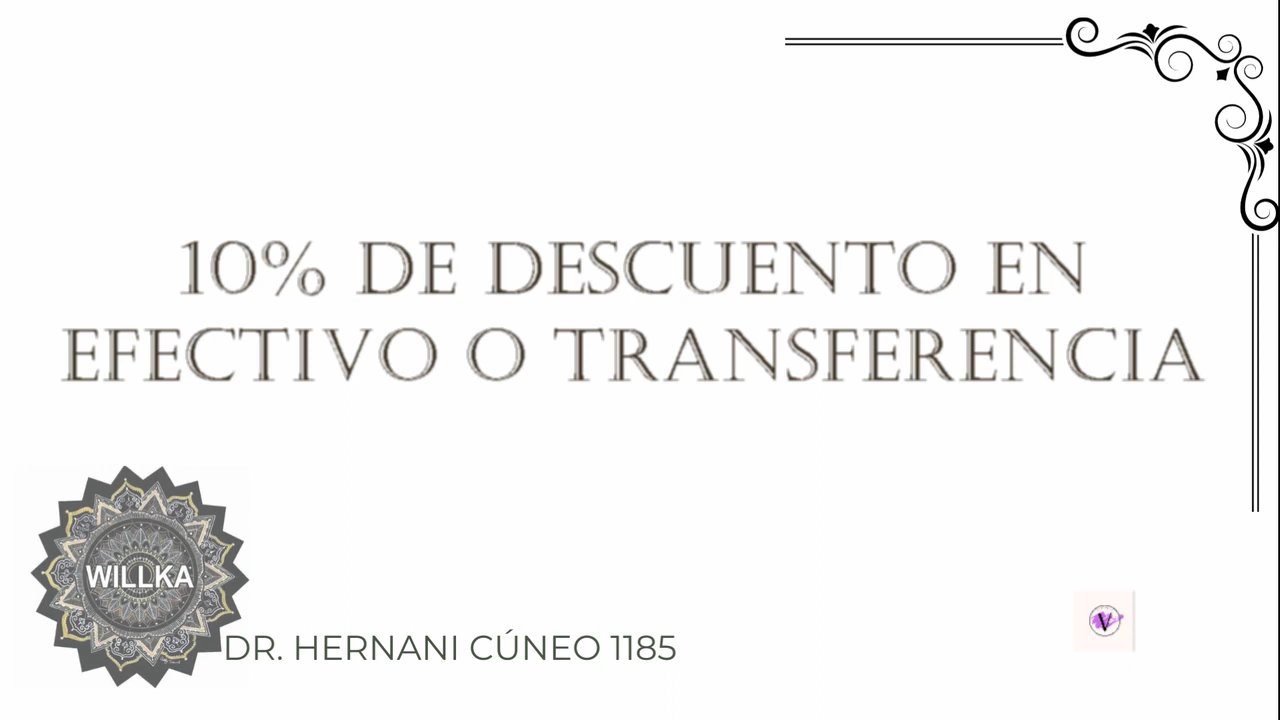 10% DE DESCUENTO EN
EFECTIVO O TRANSFERENCIA
WILLKA
DR. HERNANI CÚNEO 1185
V